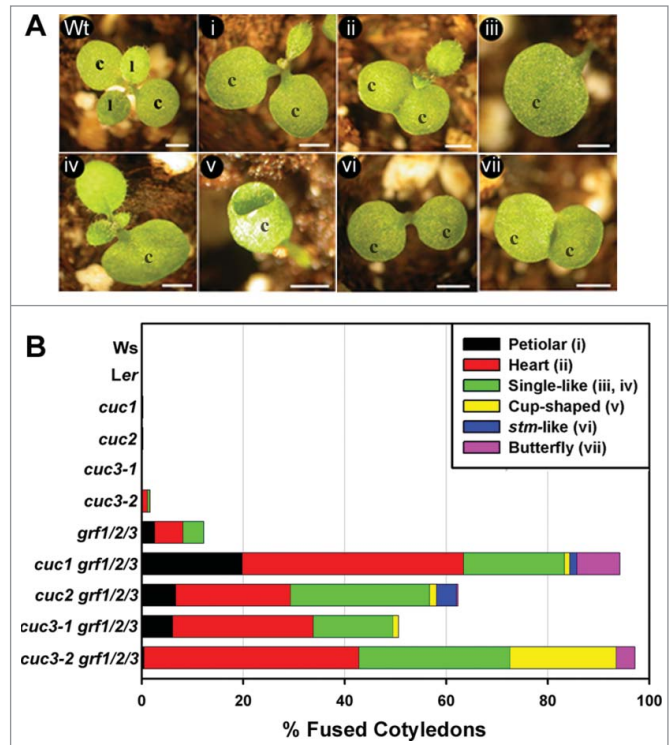 A
Wt
i
ii
iii
c
l
l
c
c
c
c
c
c
iv
v
vi
vii
c
c
c
c
c
c
B
Ws
Ler
cuc1
cuc2
cuc3-1
cuc3-2
grf1/2/3
cuc1 grf1/2/3
cuc2 grf1/2/3
cuc3-1 grf1/2/3
cuc3-2 grf1/2/3
Petiolar (i)
Heart (ii)
Single-like (iii, iv)
Cup-shaped (v)
stm-like (vi)
Butterfly (vii)
0 20 40 60 80 100
% Fused Cotyledons